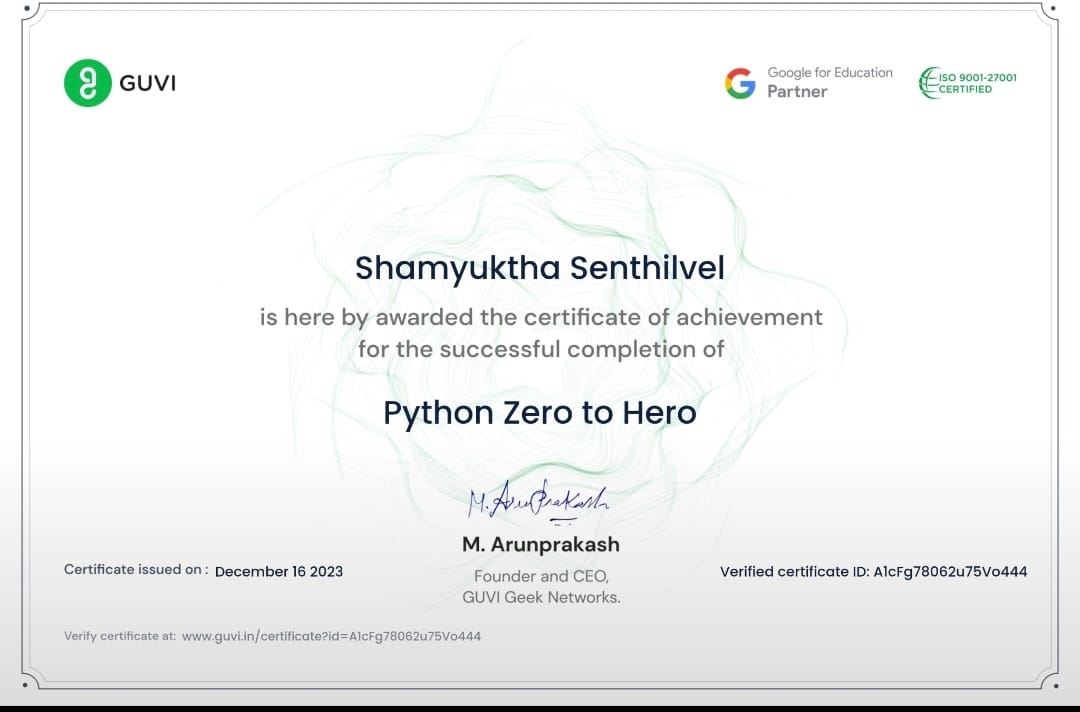 GUVI
Google for Education
Partner
ISO 9001-27001
CERTIFIED
Shamyuktha Senthilvel
is here by awarded the certificate of achievement
for the successful completion of
Python Zero to Hero
M. Arunprakash
M. Arunprakash
Founder and CEO,
GUVI Geek Networks.
Certificate issued on : December 16 2023
Verified certificate ID: A1cFg78062u75Vo444
Verify certificate at: www.guvi.in/certificate?id=A1cFg78062u75Vo444